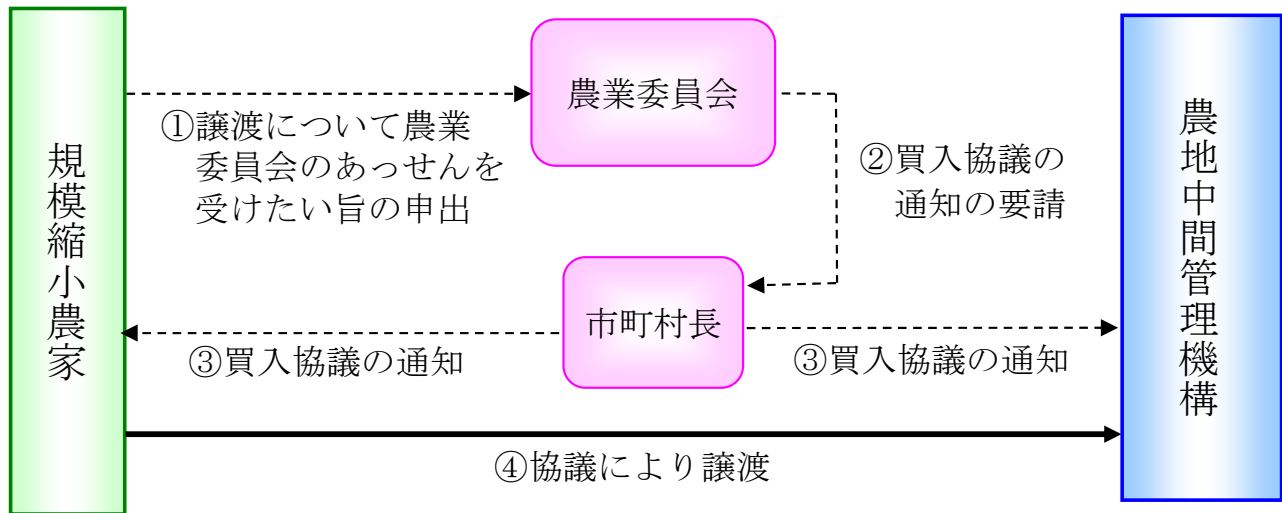 規模縮小農家
農業委員会
①譲渡について農業
委員会のあっせんを
受けたい旨の申出
②買入協議の
通知の要請
市町村長
③買入協議の通知
③買入協議の通知
④協議により譲渡
農地中間管理機構